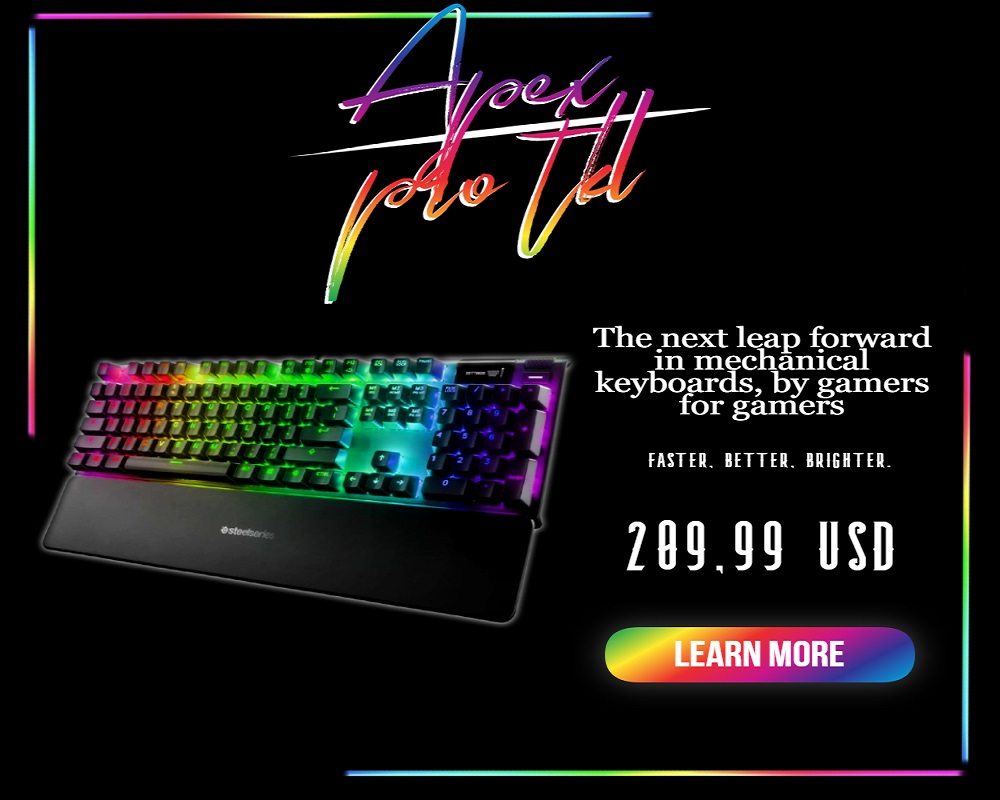 Apex
pro Tkl
The next leap forward
in mechanical
keyboards, by gamers
for gamers
FASTER. BETTER. BRIGHTER.
209,99 USD
steelseries
LEARN MORE